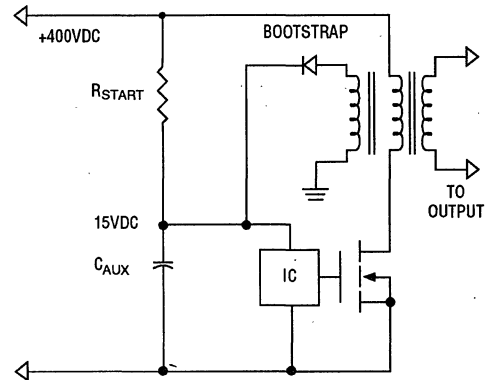 +400VDC
BOOTSTRAP
RSTART
15VDC
TO
OUTPUT
CAUX
IC